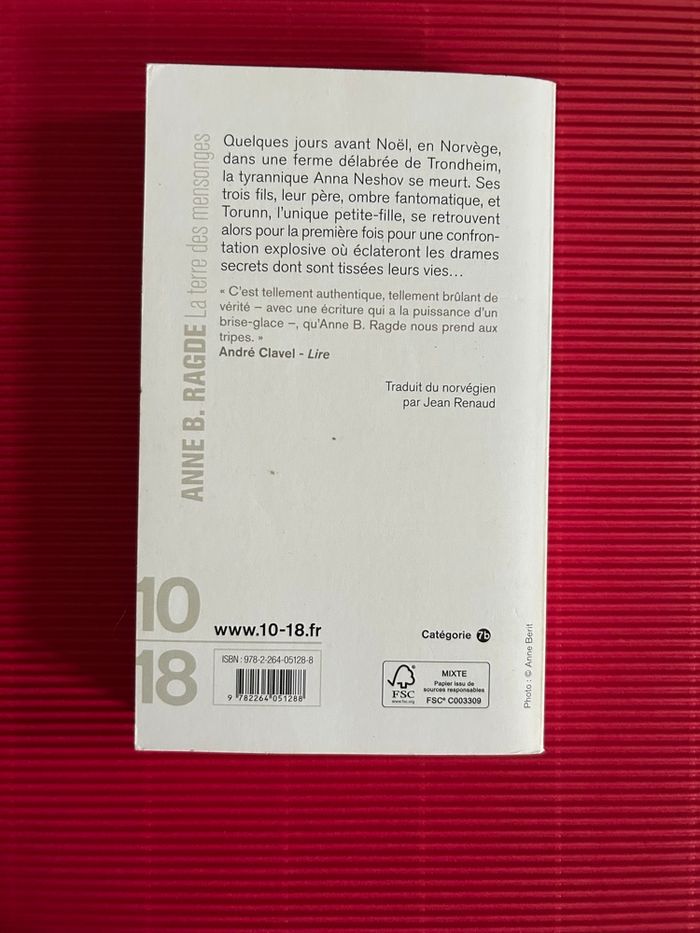 Quelques jours avant Noël, en Norvège,
dans une ferme délabrée de Trondheim,
la tyrannique Anna Neshov se meurt. Ses
trois fils, leur père, ombre fantomatique, et
Torunn, l'unique petite-fille, se retrouvent
alors pour la première fois pour une confron-
tation explosive où éclateront les drames
secrets dont sont tissées leurs vies…
« C'est tellement authentique, tellement brûlant de
vérité – avec une écriture qui a la puissance d'un
brise-glace –, qu'Anne B. Ragde nous prend aux
tripes. »
André Clavel - Lire
Traduit du norvégien
par Jean Renaud
ANNE B. RAGDE La terre des mensonges
10
18
www.10-18.fr
Catégorie 7b
ISBN : 978-2-264-05128-8
9 782264 051288
FSC
www.fsc.org
MIXTE
Papier issu de
sources responsables
FSC® C003309
Photo : © Anne Berit